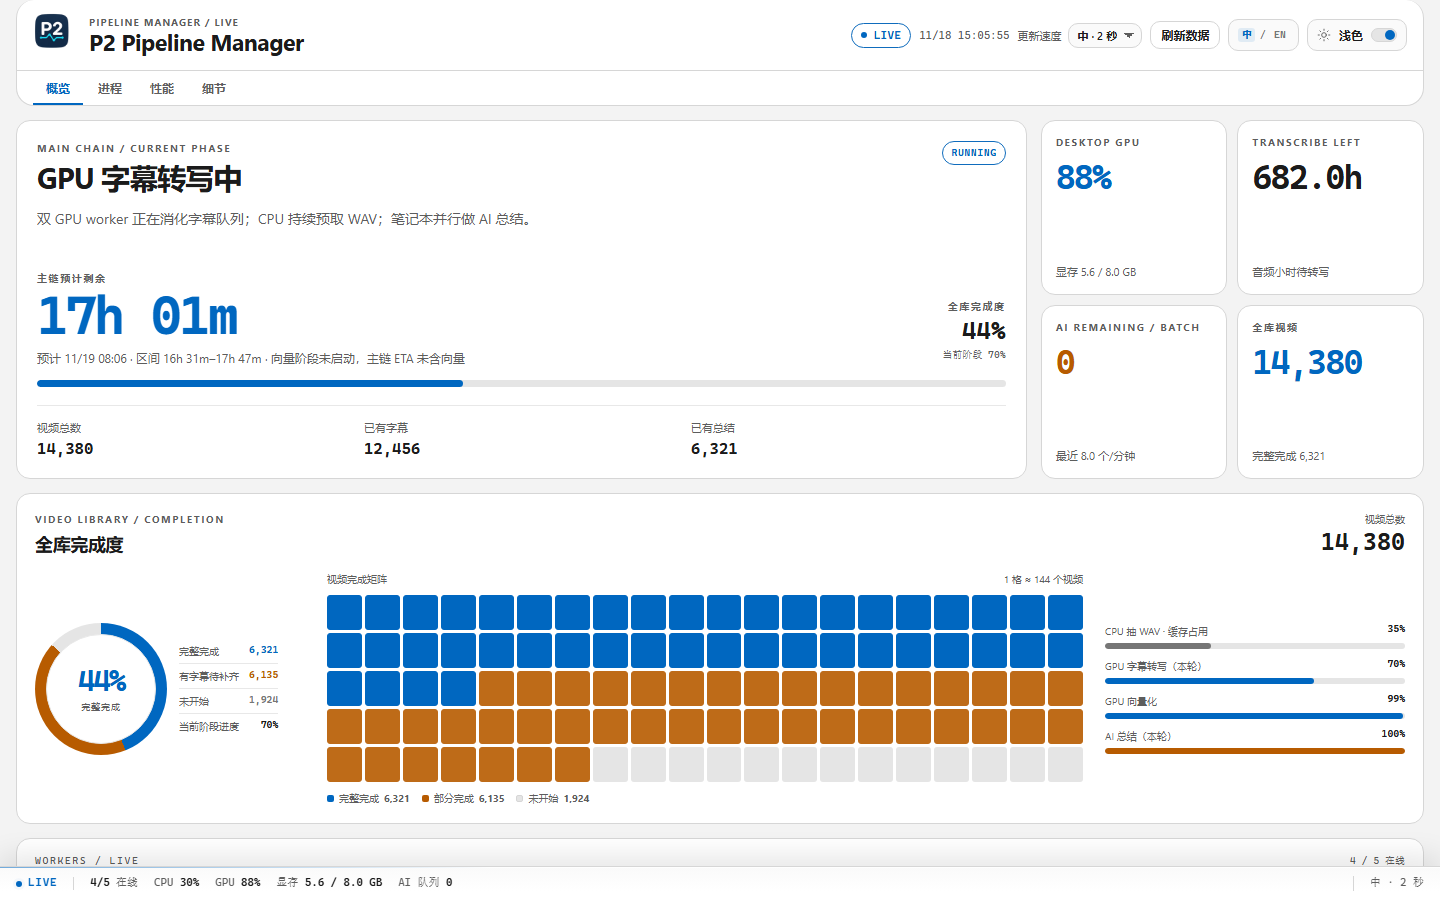 P2
PIPELINE MANAGER / LIVE
P2 Pipeline Manager
LIVE
11/18 15:05:55
更新速度
中 · 2 秒
刷新数据
中 / EN
浅色
概览
进程
性能
细节
MAIN CHAIN / CURRENT PHASE
RUNNING
GPU 字幕转写中
双 GPU worker 正在消化字幕队列；CPU 持续预取 WAV；笔记本并行做 AI 总结。
主链预计剩余
17h 01m
预计 11/19 08:06 · 区间 16h 31m–17h 47m · 向量阶段未启动，主链 ETA 未含向量
全库完成度
44%
当前阶段 70%
视频总数
14,380
已有字幕
12,456
已有总结
6,321
DESKTOP GPU
88%
显存 5.6 / 8.0 GB
TRANSCRIBE LEFT
682.0h
音频小时待转写
AI REMAINING / BATCH
0
最近 8.0 个/分钟
全库视频
14,380
完整完成 6,321
VIDEO LIBRARY / COMPLETION
全库完成度
视频总数
14,380
44%
完整完成
完整完成 6,321
有字幕待补齐 6,135
未开始 1,924
当前阶段进度 70%
视频完成矩阵
1 格 ≈ 144 个视频
完整完成 6,321
部分完成 6,135
未开始 1,924
CPU 抽 WAV · 缓存占用 35%
GPU 字幕转写（本轮） 70%
GPU 向量化 99%
AI 总结（本轮） 100%
WORKERS / LIVE
4 / 5 在线
LIVE
4/5 在线
CPU 30%
GPU 88%
显存 5.6 / 8.0 GB
AI 队列 0
中 · 2 秒